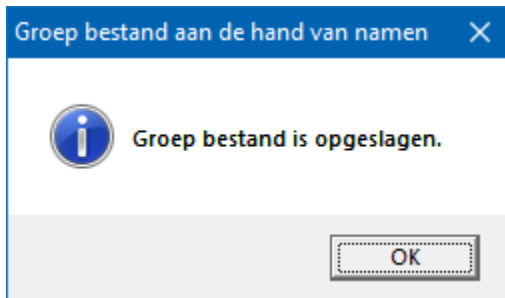 Groep bestand aan de hand van namen
Groep bestand is opgeslagen.
OK